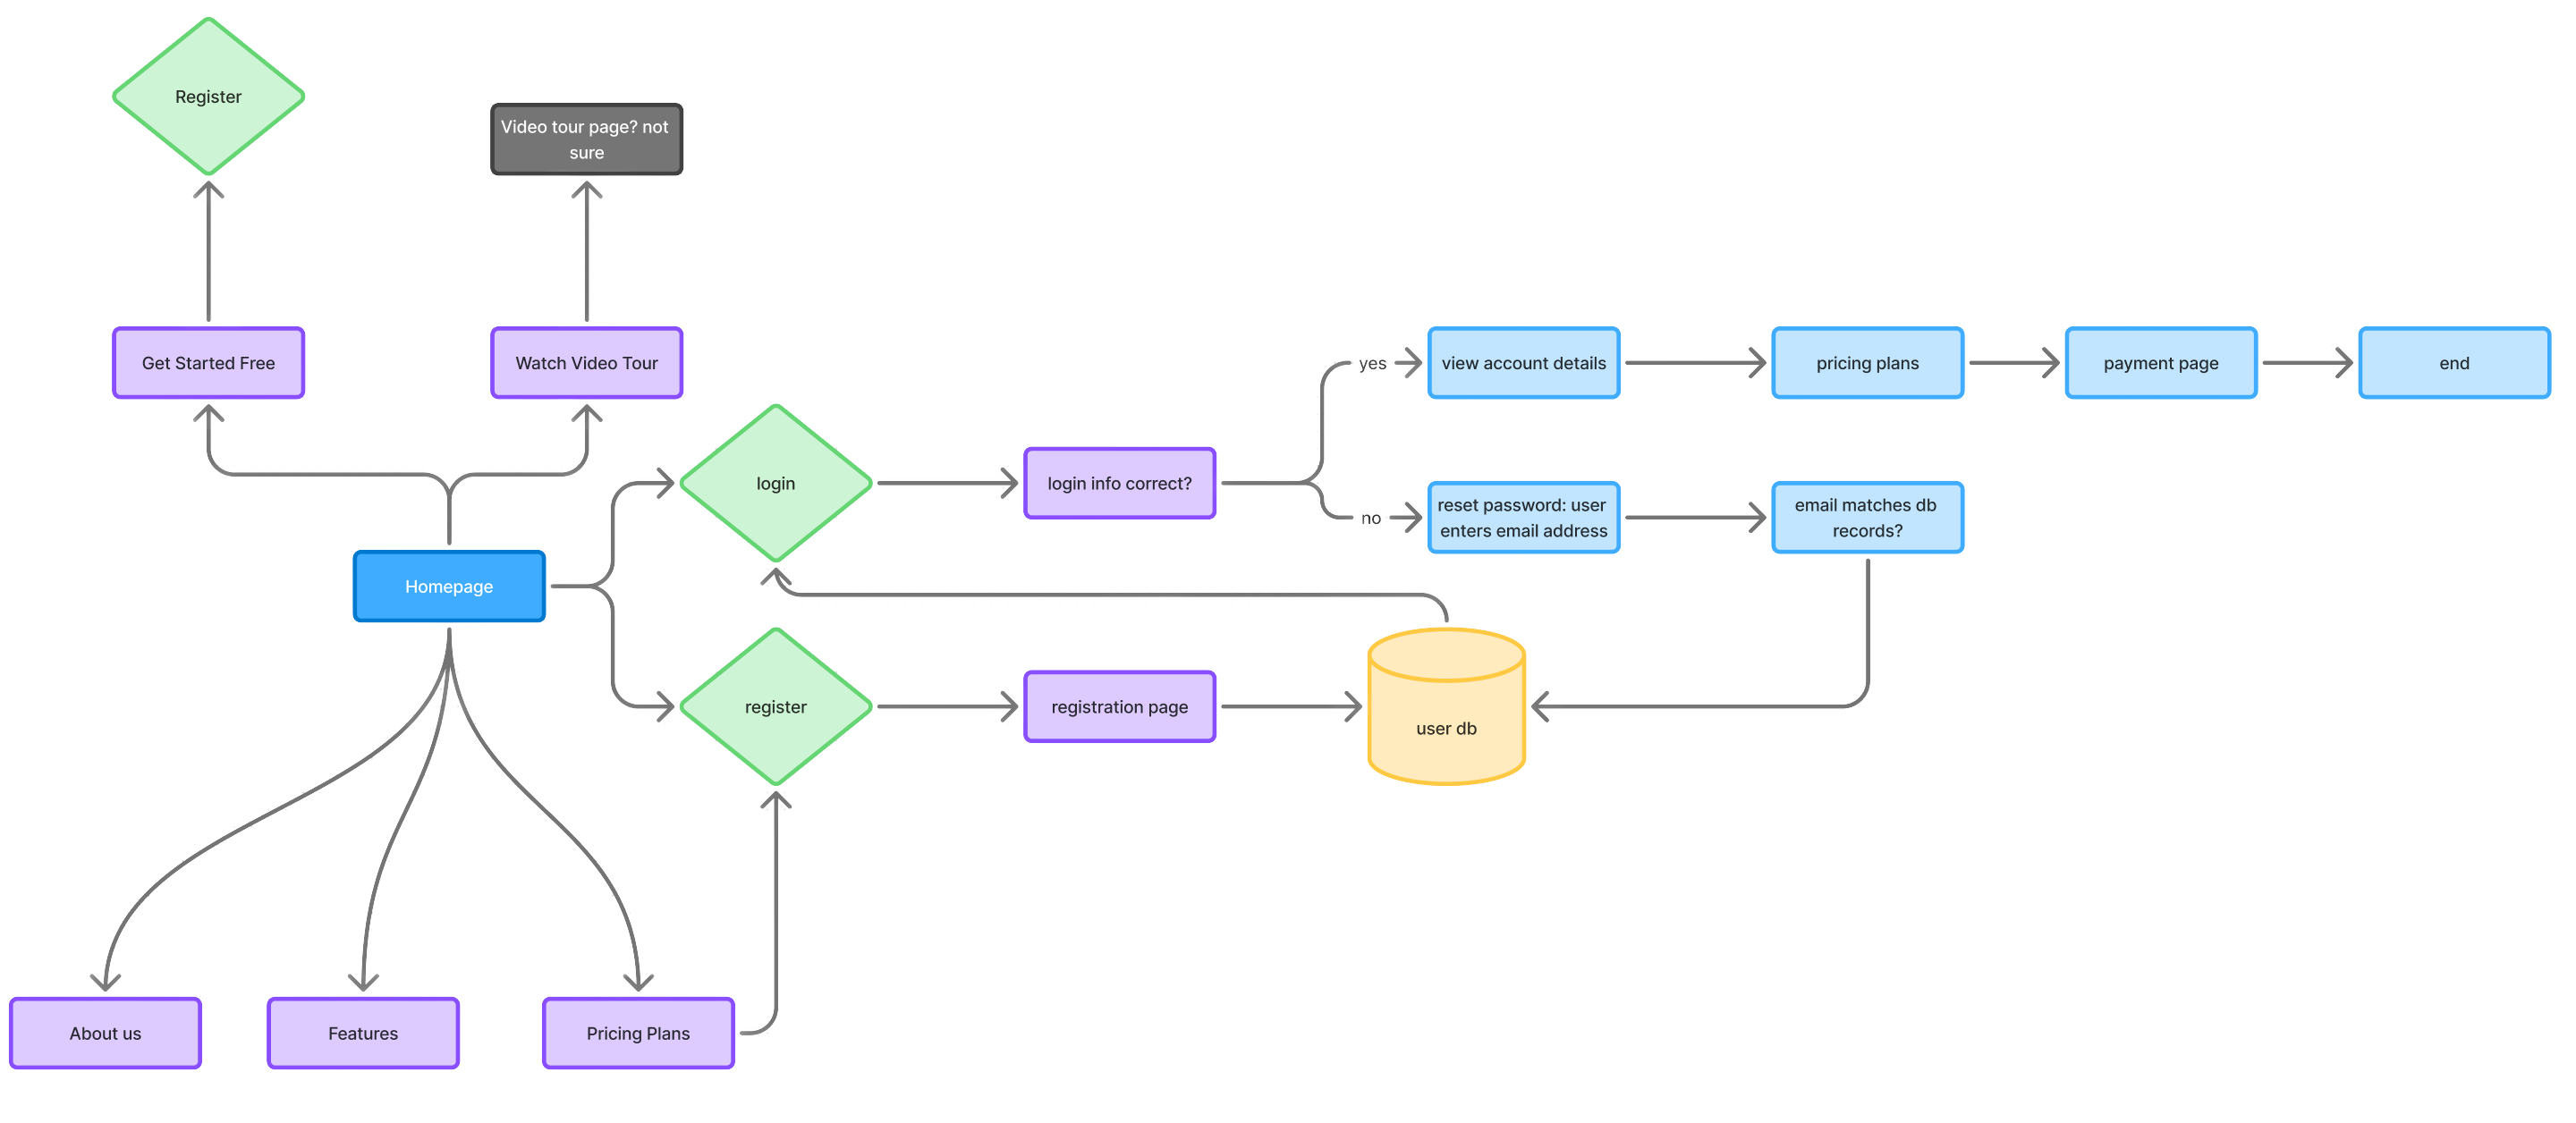 Register
Video tour page? not
sure
Get Started Free
Watch Video Tour
yes
view account details
pricing plans
payment page
end
login
login info correct?
no
reset password: user
enters email address
email matches db
records?
Homepage
register
registration page
user db
About us
Features
Pricing Plans